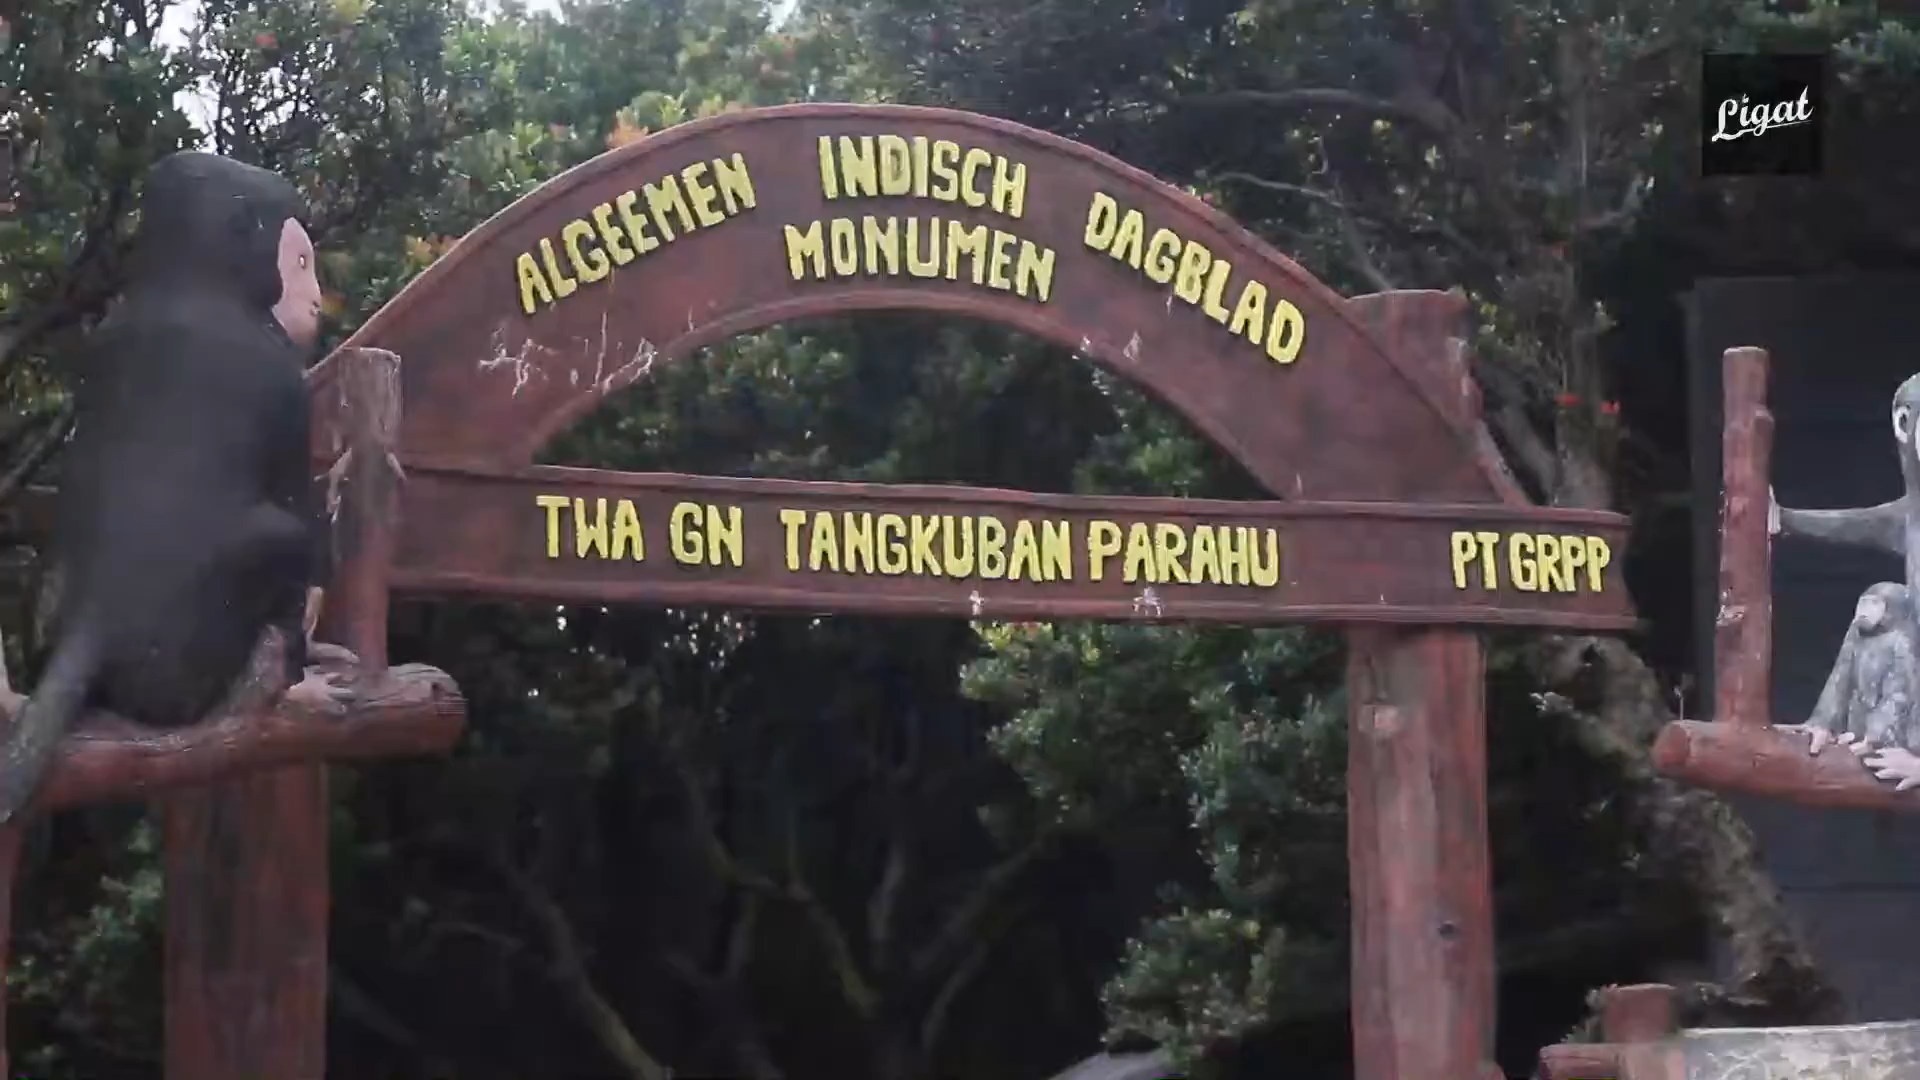 ALGEEMEN INDISCH DAGBLAD
MONUMEN
TWA GN TANGKUBAN PARAHU PT GRPP
Ligat